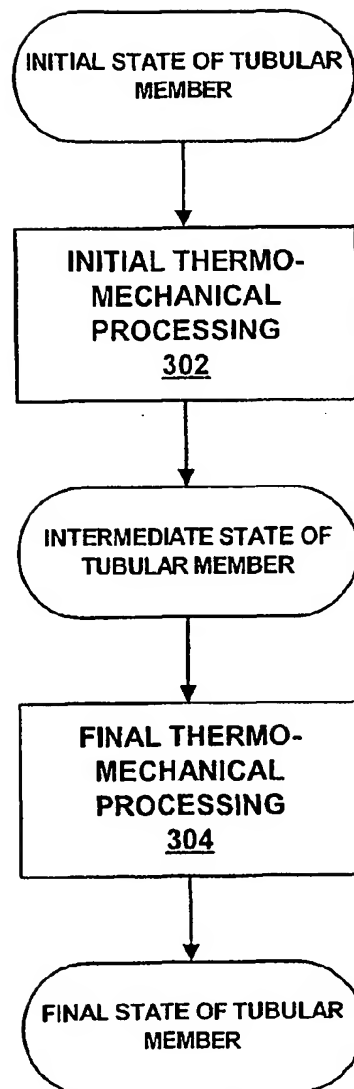 INITIAL STATE OF TUBULAR
MEMBER
INITIAL THERMO-
MECHANICAL
PROCESSING
302
INTERMEDIATE STATE OF
TUBULAR MEMBER
FINAL THERMO-
MECHANICAL
PROCESSING
304
FINAL STATE OF TUBULAR
MEMBER